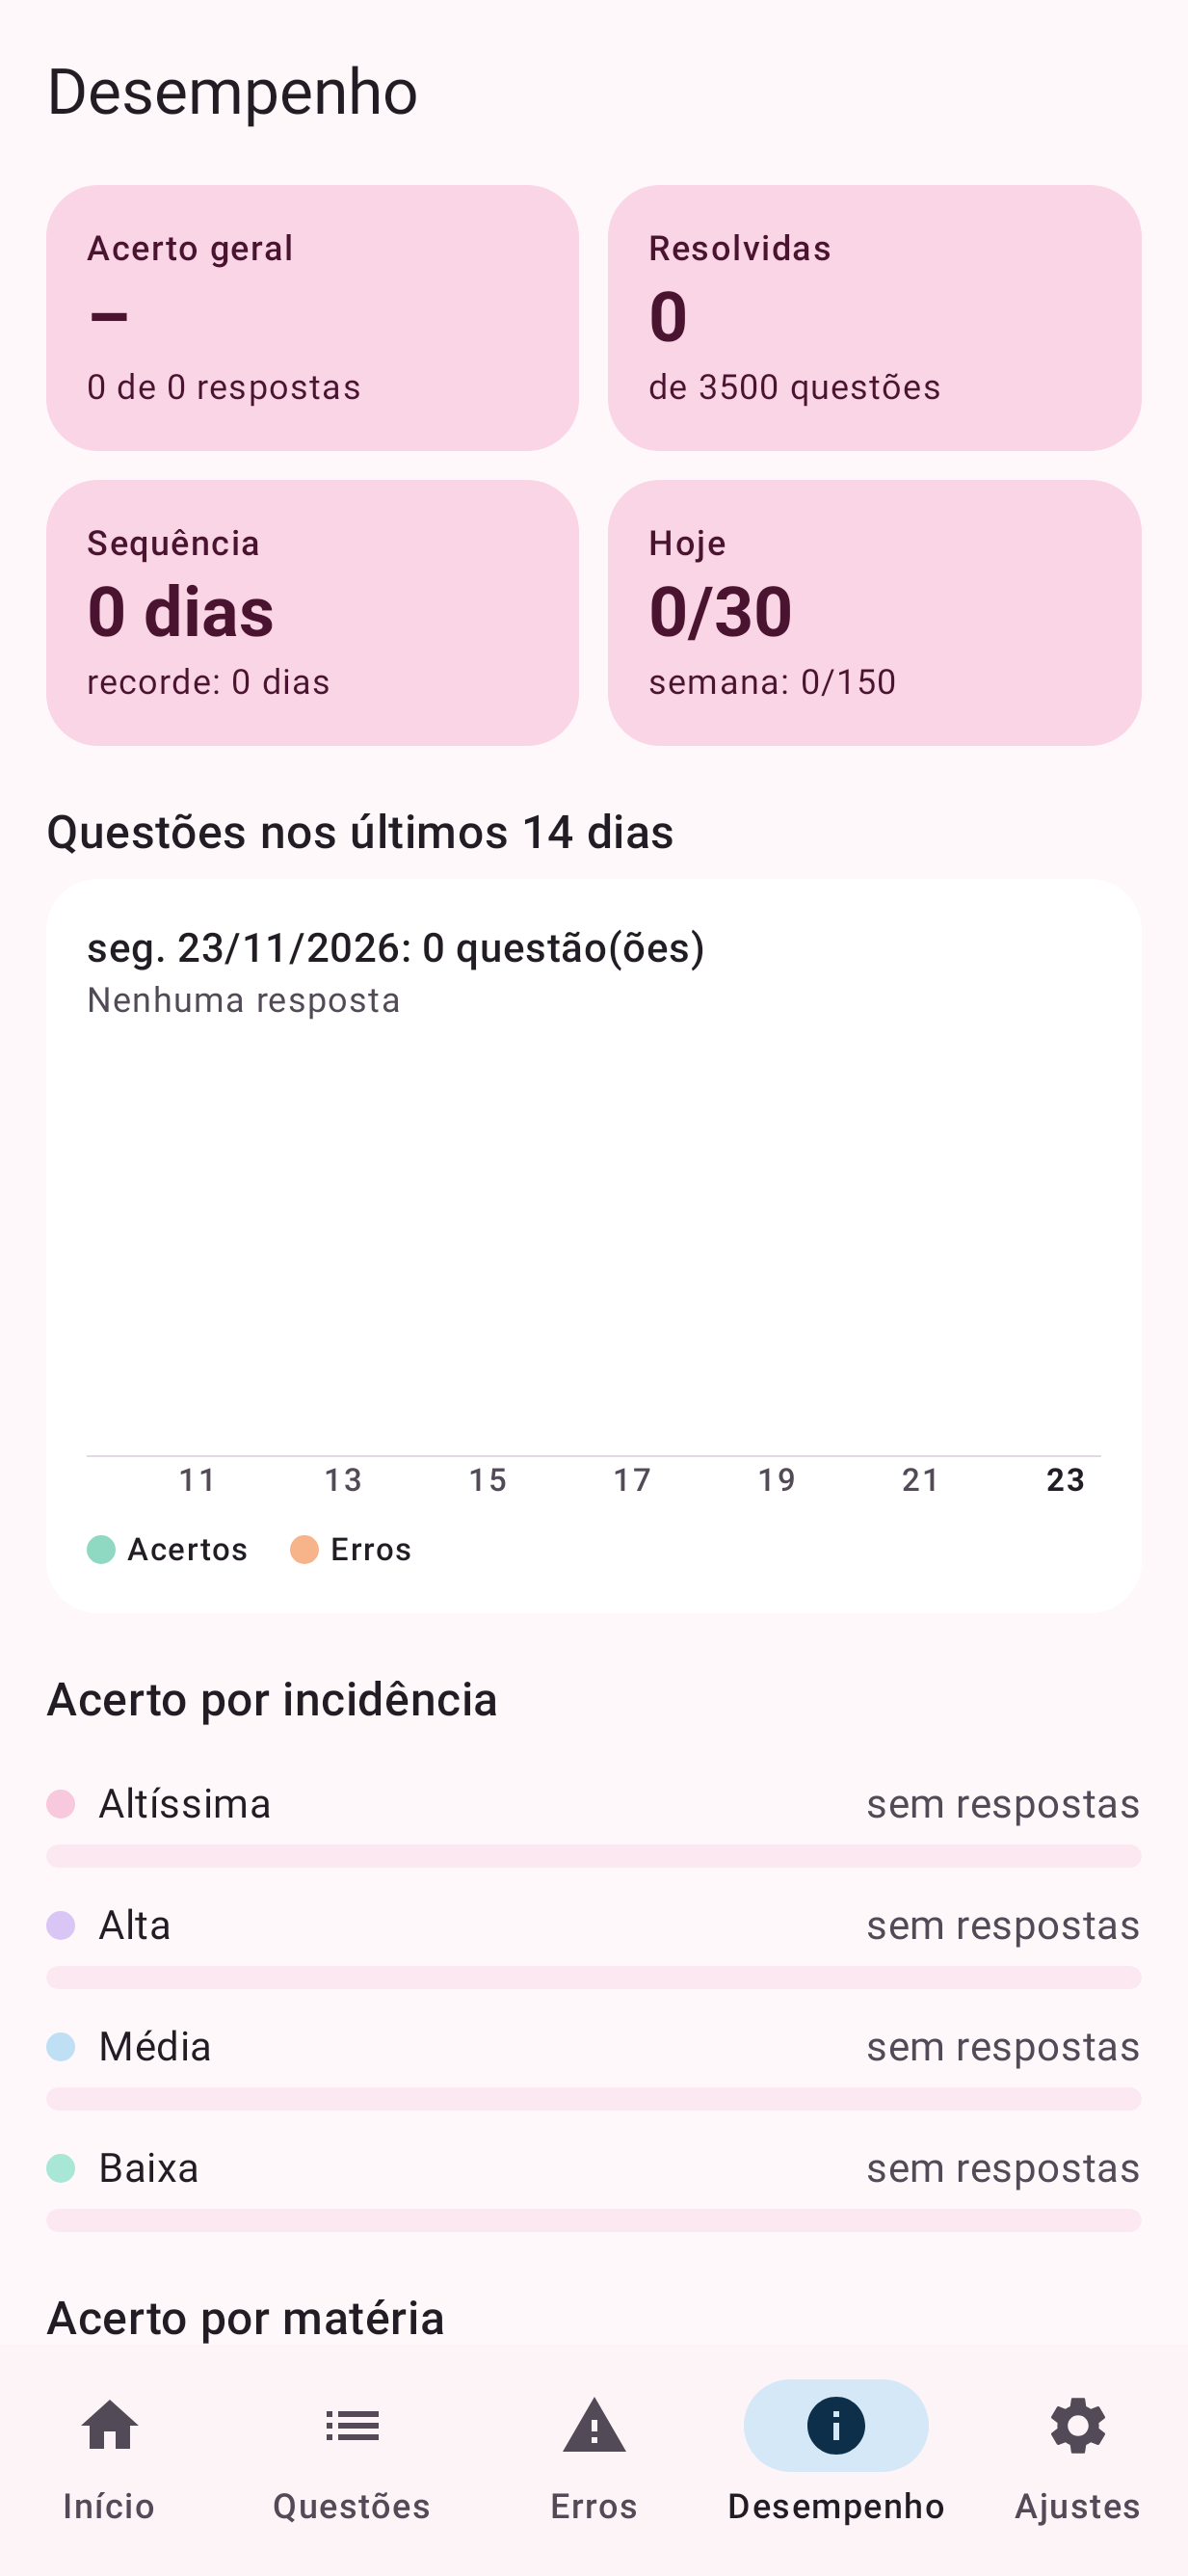 Desempenho
Acerto geral
–
0 de 0 respostas
Resolvidas
0
de 3500 questões
Sequência
0 dias
recorde: 0 dias
Hoje
0/30
semana: 0/150
Questões nos últimos 14 dias
seg. 23/11/2026: 0 questão(ões)
Nenhuma resposta
11 13 15 17 19 21 23
Acertos Erros
Acerto por incidência
Altíssima sem respostas
Alta sem respostas
Média sem respostas
Baixa sem respostas
Acerto por matéria
Início Questões Erros Desempenho Ajustes